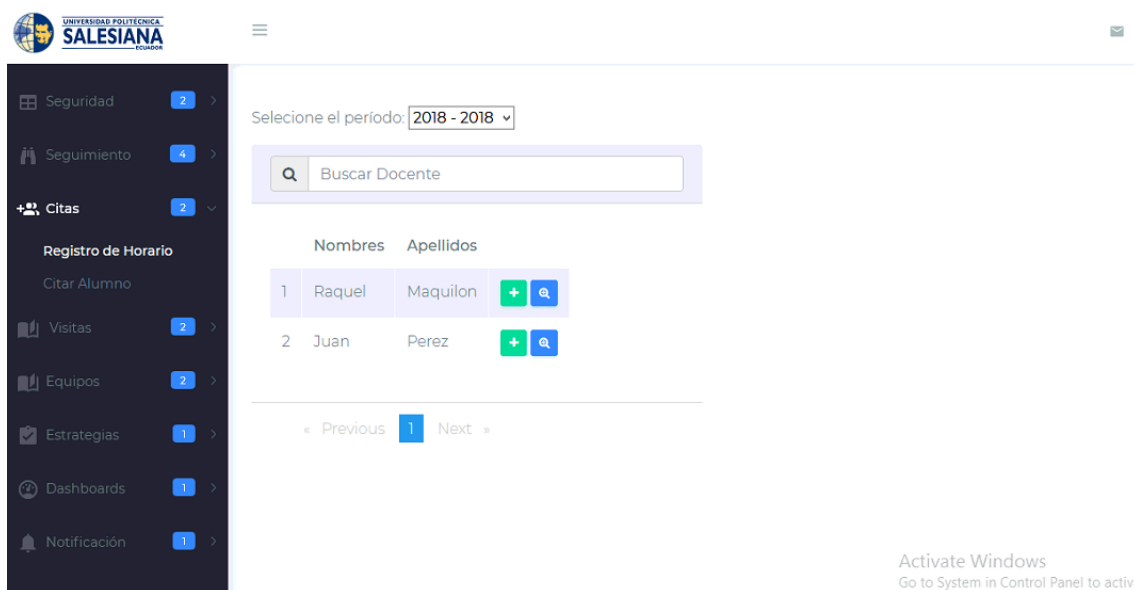 UNIVERSIDAD POLITÉCNICA
SALESIANA
ECUADOR
Seguridad 2
Seguimiento 4
Citas 2
Registro de Horario
Citar Alumno
Visitas 2
Equipos 2
Estrategias 1
Dashboards 1
Notificación 1
Selecione el período: 2018 - 2018
Buscar Docente
Nombres Apellidos
1 Raquel Maquilon
2 Juan Perez
« Previous 1 Next »
Activate Windows
Go to System in Control Panel to activ